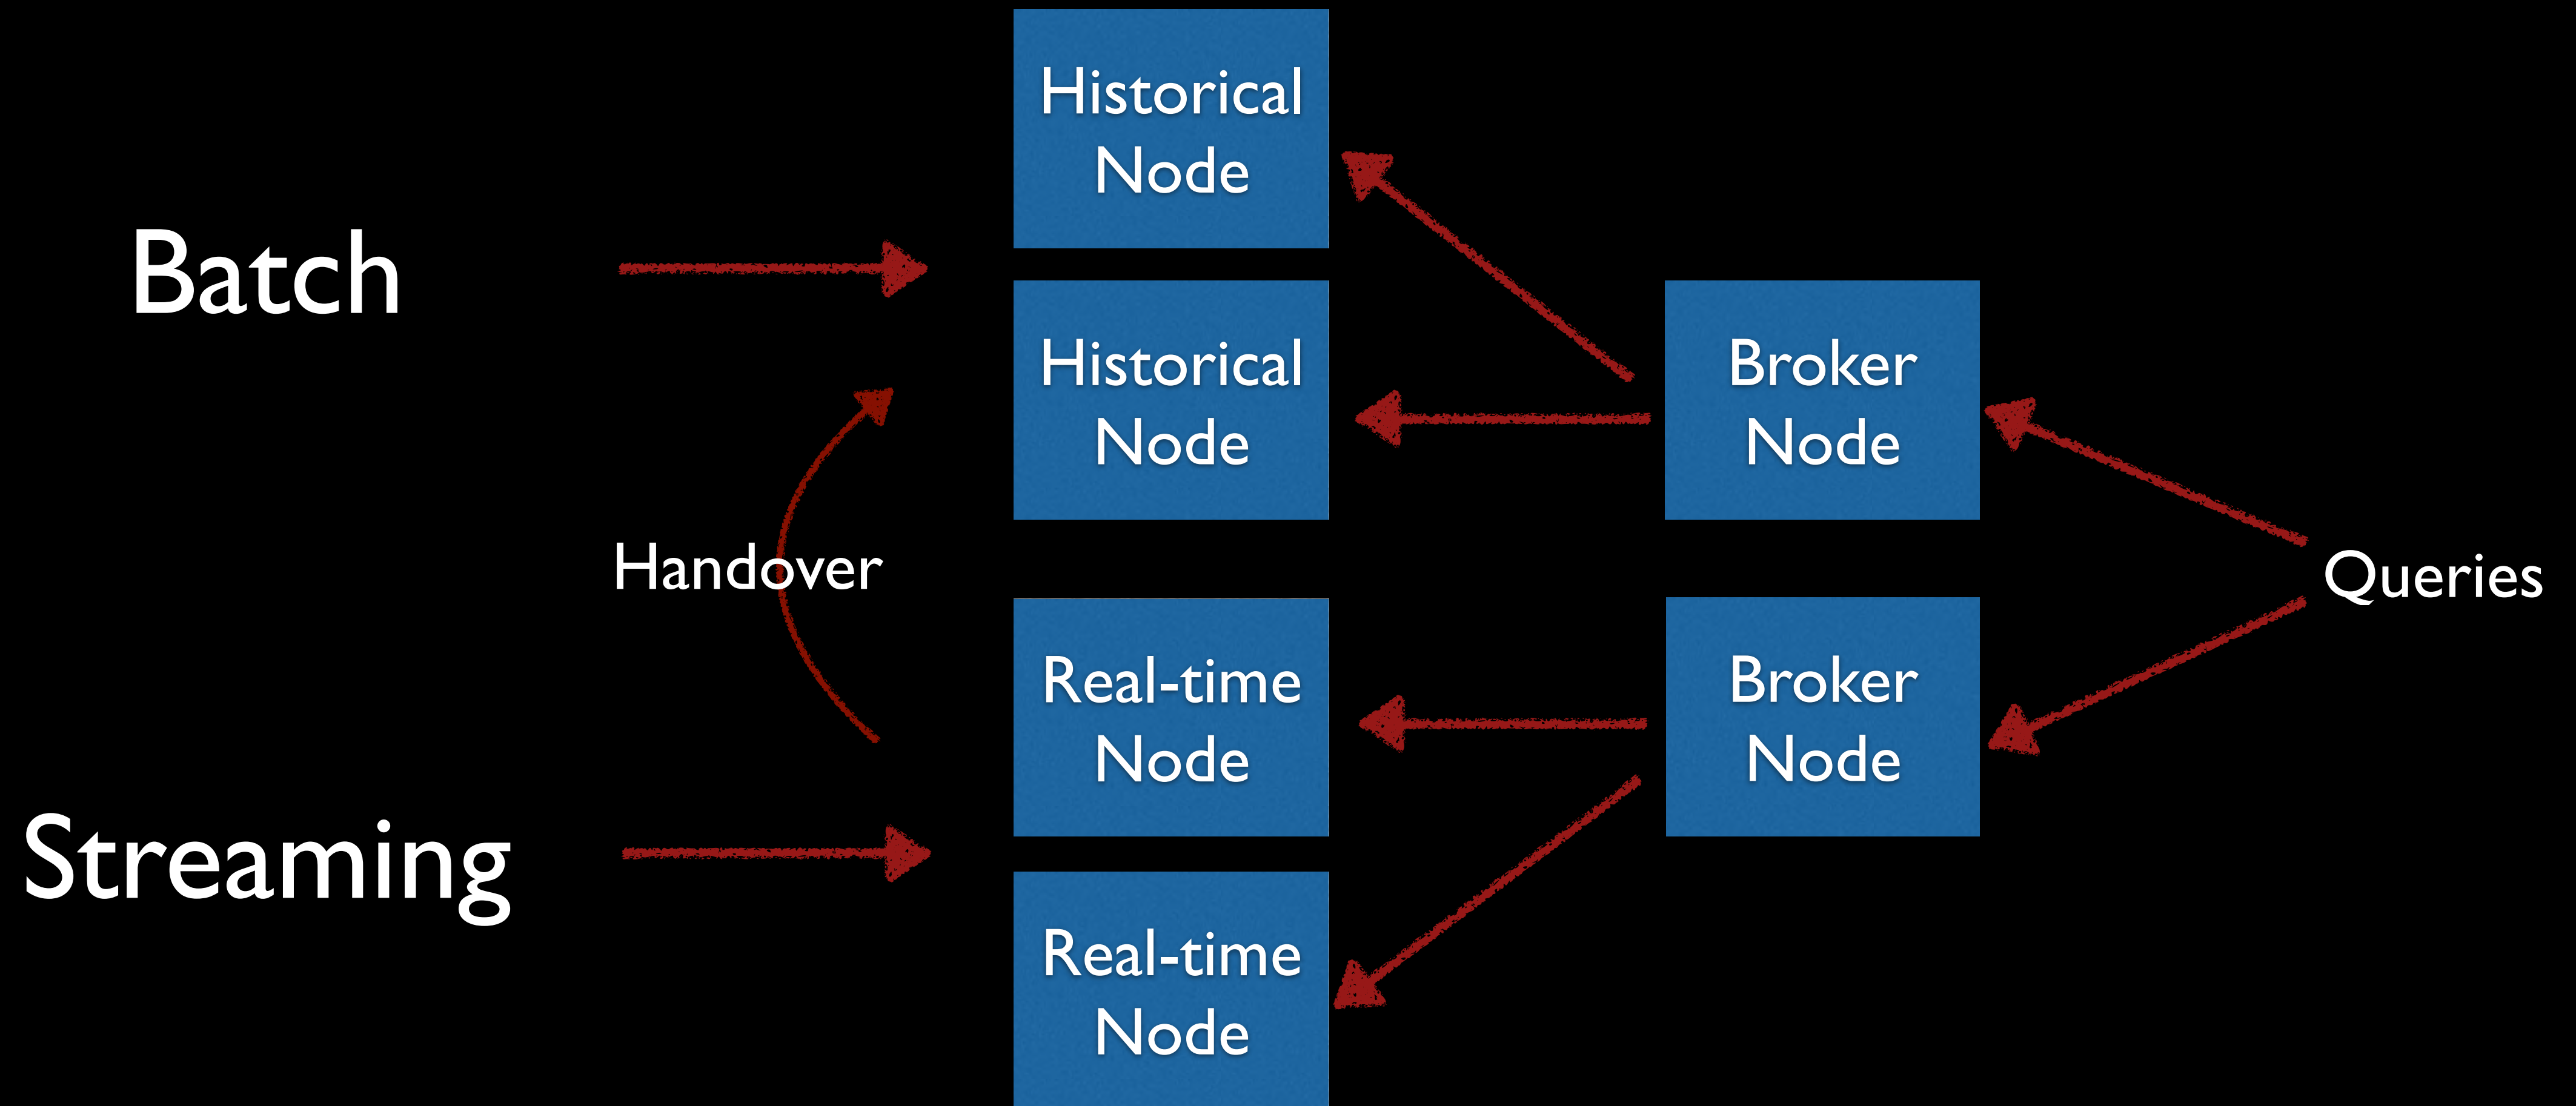 Historical
Node
Batch
Historical
Node
Broker
Node
Handover
Queries
Real-time
Node
Broker
Node
Streaming
Real-time
Node